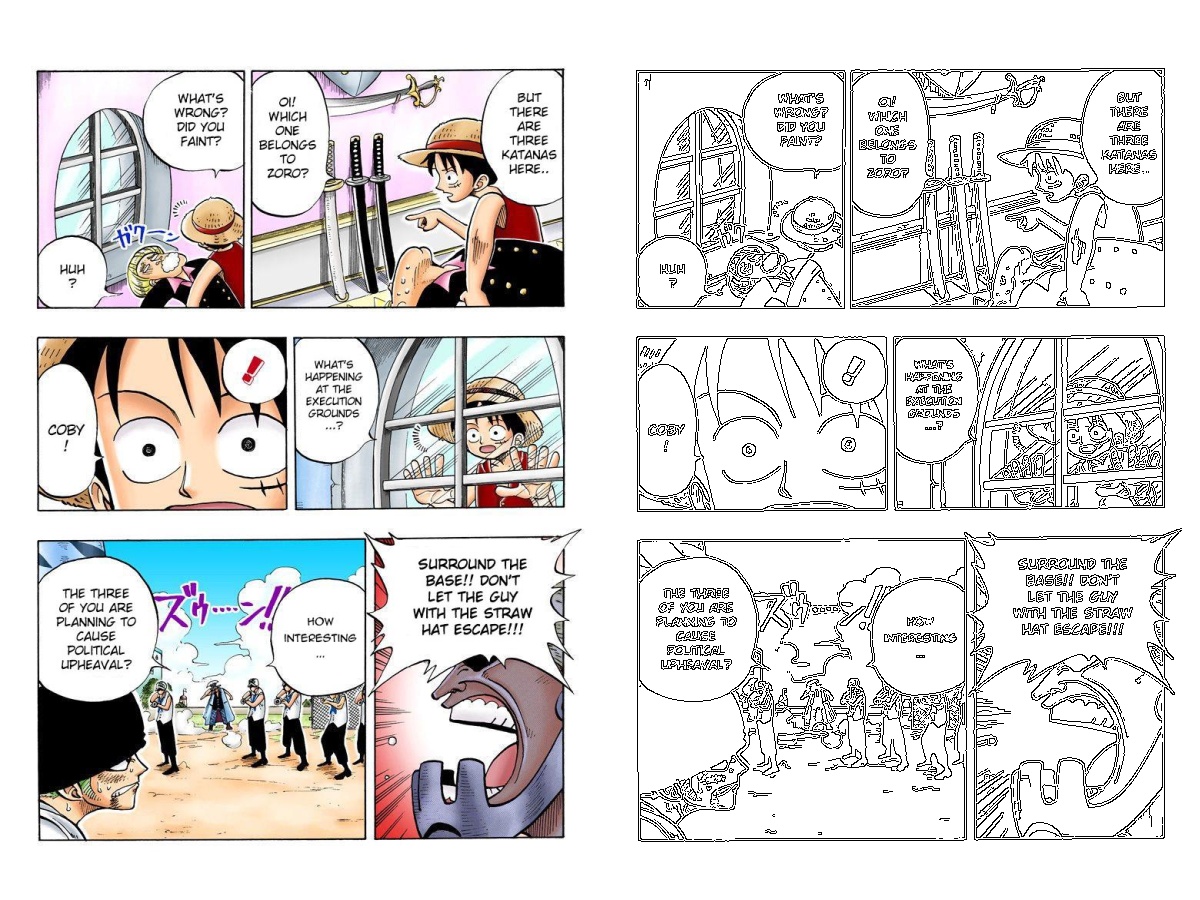 WHAT'S
WRONG?
DID YOU
FAINT?
ガクーン
HUH
?
OI!
WHICH
ONE
BELONGS
TO
ZORO?
BUT
THERE
ARE
THREE
KATANAS
HERE..
COBY
!
!
WHAT'S
HAPPENING
AT THE
EXECUTION
GROUNDS
...?
THE THREE
OF YOU ARE
PLANNING TO
CAUSE
POLITICAL
UPHEAVAL?
ズゥ....ン!!
HOW
INTERESTING
...
SURROUND THE
BASE!! DON'T
LET THE GUY
WITH THE STRAW
HAT ESCAPE!!!
WHAT'S
WRONG?
DID YOU
FAINT?
HUH
?
OI!
WHICH
ONE
BELONGS
TO
ZORO?
BUT
THERE
ARE
THREE
KATANAS
HERE..
COBY
!
!
WHAT'S
HAPPENING
AT THE
EXECUTION
GROUNDS
...?
THE THREE
OF YOU ARE
PLANNING TO
CAUSE
POLITICAL
UPHEAVAL?
HOW
INTERESTING
...
SURROUND THE
BASE!! DON'T
LET THE GUY
WITH THE STRAW
HAT ESCAPE!!!